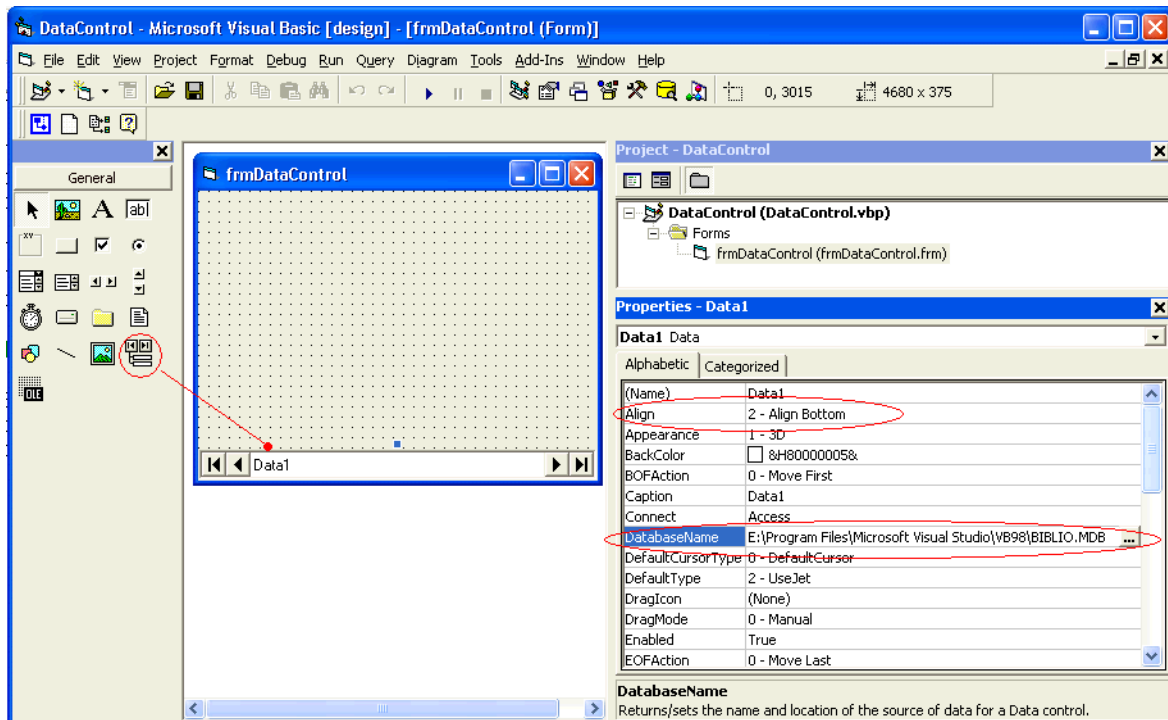 DataControl - Microsoft Visual Basic [design] - [frmDataControl (Form)]
File Edit View Project Format Debug Run Query Diagram Tools Add-Ins Window Help
0, 3015 4680 x 375
General
A ab|
XY
OLE
frmDataControl
Data1
Project - DataControl
DataControl (DataControl.vbp)
Forms
frmDataControl (frmDataControl.frm)
Properties - Data1
Data1 Data
Alphabetic Categorized
(Name) Data1
Align 2 - Align Bottom
Appearance 1 - 3D
BackColor &H80000005&
BOFAction 0 - Move First
Caption Data1
Connect Access
DatabaseName E:\Program Files\Microsoft Visual Studio\VB98\BIBLIO.MDB ...
DefaultCursorType 0 - DefaultCursor
DefaultType 2 - UseJet
DragIcon (None)
DragMode 0 - Manual
Enabled True
EOFAction 0 - Move Last
DatabaseName
Returns/sets the name and location of the source of data for a Data control.